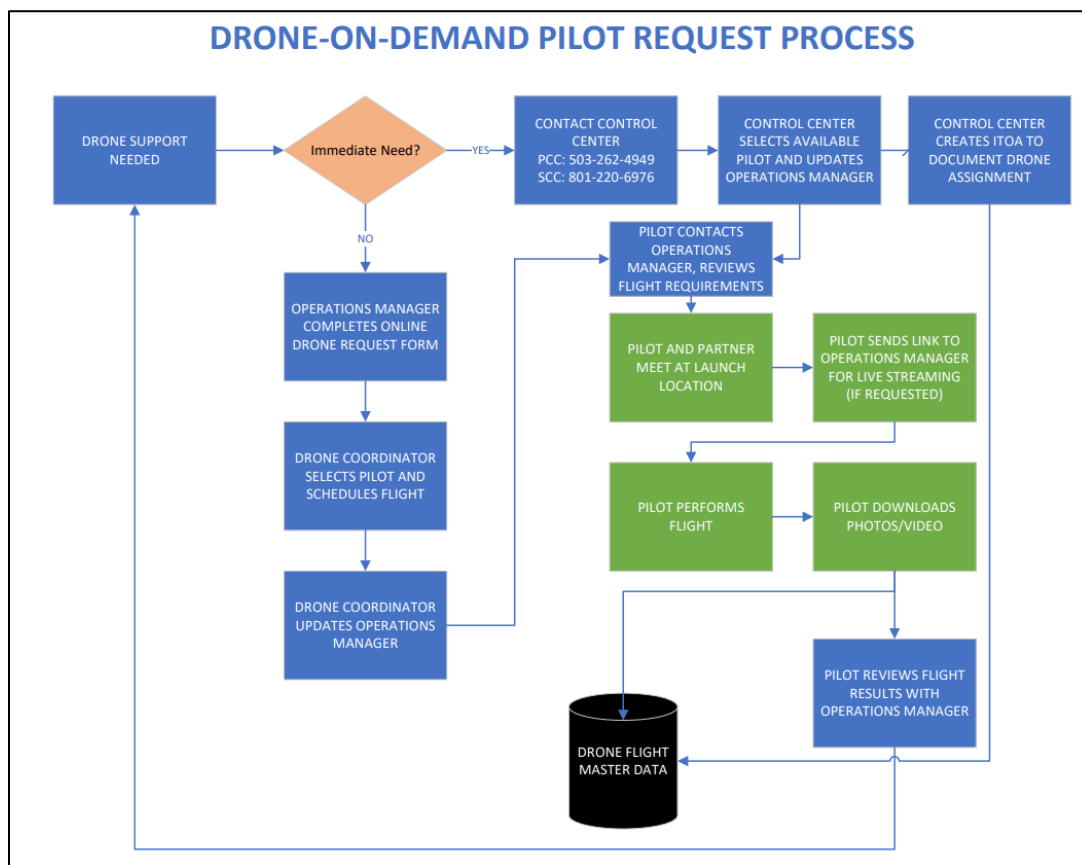 DRONE-ON-DEMAND PILOT REQUEST PROCESS
DRONE SUPPORT
NEEDED
Immediate Need?
YES
CONTACT CONTROL
CENTER
PCC: 503-262-4949
SCC: 801-220-6976
CONTROL CENTER
SELECTS AVAILABLE
PILOT AND UPDATES
OPERATIONS MANAGER
CONTROL CENTER
CREATES ITOA TO
DOCUMENT DRONE
ASSIGNMENT
NO
PILOT CONTACTS
OPERATIONS
MANAGER, REVIEWS
FLIGHT REQUIREMENTS
OPERATIONS MANAGER
COMPLETES ONLINE
DRONE REQUEST FORM
PILOT AND PARTNER
MEET AT LAUNCH
LOCATION
PILOT SENDS LINK TO
OPERATIONS MANAGER
FOR LIVE STREAMING
(IF REQUESTED)
DRONE COORDINATOR
SELECTS PILOT AND
SCHEDULES FLIGHT
PILOT PERFORMS
FLIGHT
PILOT DOWNLOADS
PHOTOS/VIDEO
DRONE COORDINATOR
UPDATES OPERATIONS
MANAGER
PILOT REVIEWS FLIGHT
RESULTS WITH
OPERATIONS MANAGER
DRONE FLIGHT
MASTER DATA